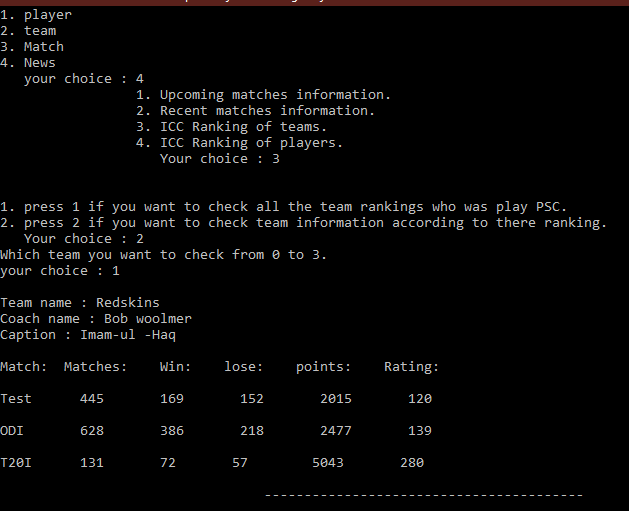 1. player
2. team
3. Match
4. News
your choice : 4
1. Upcoming matches information.
2. Recent matches information.
3. ICC Ranking of teams.
4. ICC Ranking of players.
Your choice : 3
1. press 1 if you want to check all the team rankings who was play PSC.
2. press 2 if you want to check team information according to there ranking.
Your choice : 2
Which team you want to check from 0 to 3.
your choice : 1
Team name : Redskins
Coach name : Bob woolmer
Caption : Imam-ul -Haq
Match: Matches: Win: lose: points: Rating:
Test 445 169 152 2015 120
ODI 628 386 218 2477 139
T20I 131 72 57 5043 280
----------------------------------------